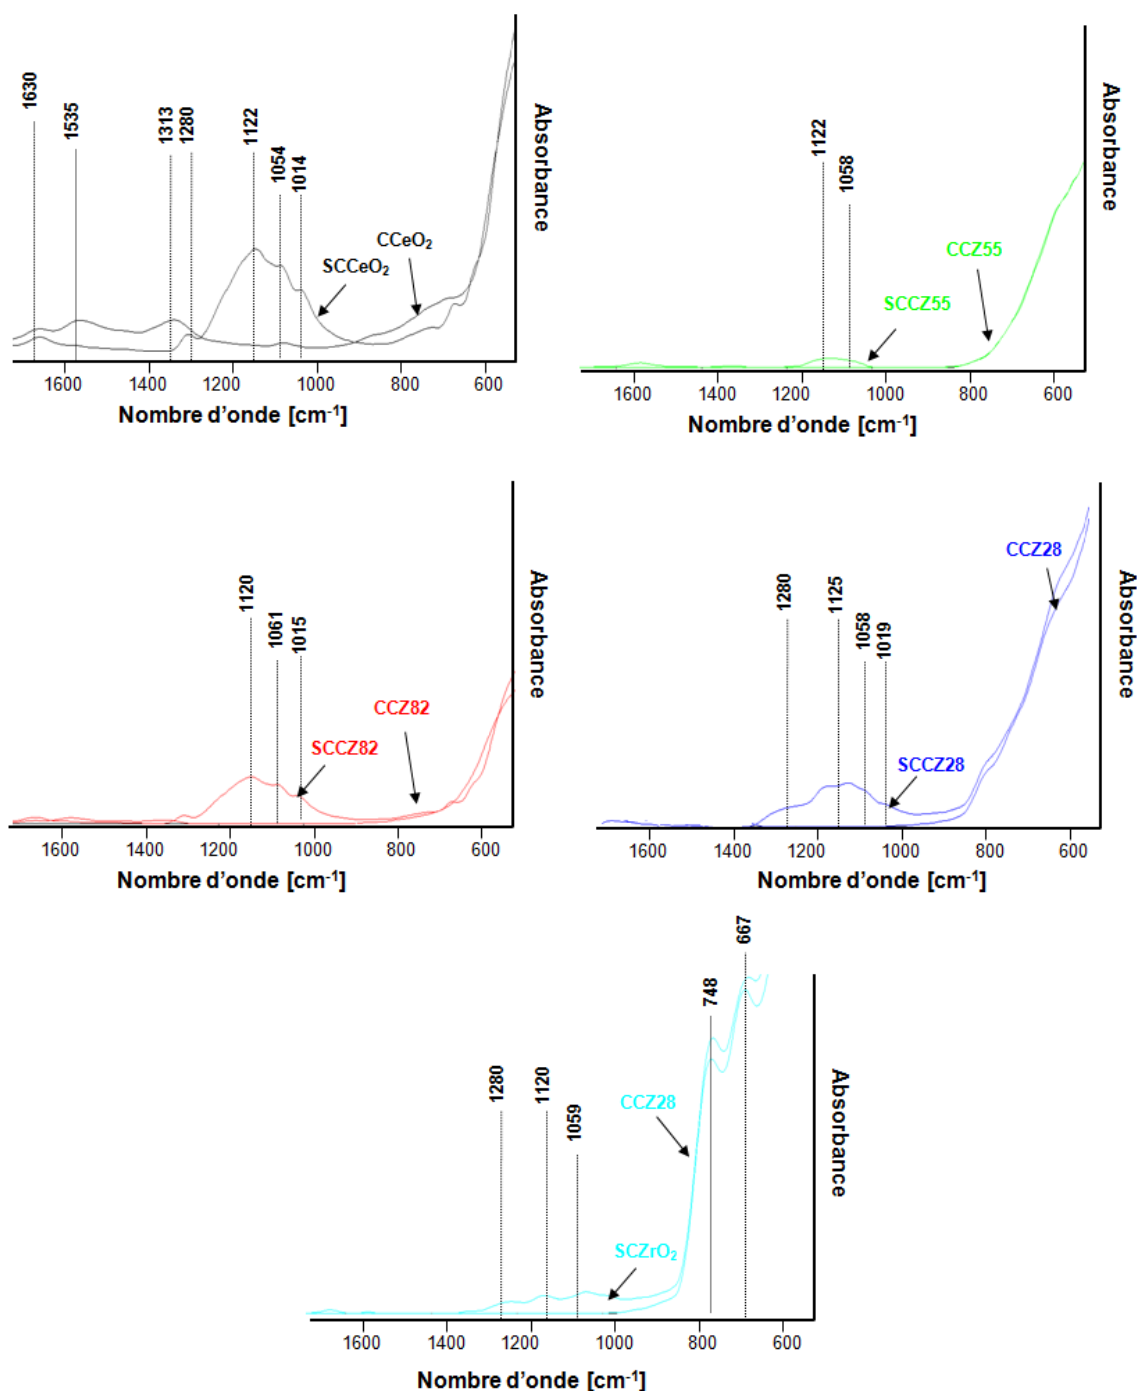 1630
1535
1313
1280
1122
1054
1014
CCeO₂
SCCeO₂
Absorbance
1600 1400 1200 1000 800 600
Nombre d'onde [cm⁻¹]
1122
1058
CCZ55
SCCZ55
Absorbance
1600 1400 1200 1000 800 600
Nombre d'onde [cm⁻¹]
1120
1061
1015
CCZ82
SCCZ82
Absorbance
1600 1400 1200 1000 800 600
Nombre d'onde [cm⁻¹]
1280
1125
1058
1019
CCZ28
SCCZ28
Absorbance
1600 1400 1200 1000 800 600
Nombre d'onde [cm⁻¹]
1280
1120
1059
748
667
CCZ28
SCZrO₂
Absorbance
1600 1400 1200 1000 800 600
Nombre d'onde [cm⁻¹]